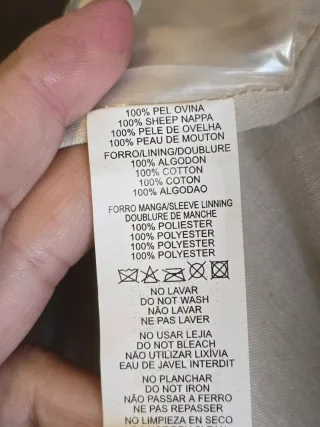 100% PEL OVINA
100% SHEEP NAPPA
100% PELE DE OVELHA
100% PEAU DE MOUTON
FORRO/LINING/DOUBLURE
100% ALGODON
100% COTTON
100% COTON
100% ALGODAO
FORRO MANGA/SLEEVE LINNING
DOUBLURE DE MANCHE
100% POLIESTER
100% POLYESTER
100% POLYESTER
100% POLYESTER
NO LAVAR
DO NOT WASH
NÃO LAVAR
NE PAS LAVER
NO USAR LEJIA
DO NOT BLEACH
NÃO UTILIZAR LIXÍVIA
EAU DE JAVEL INTERDIT
NO PLANCHAR
DO NOT IRON
NÃO PASSAR A FERRO
NE PAS REPASSER
NO LIMPIEZA EN SECO